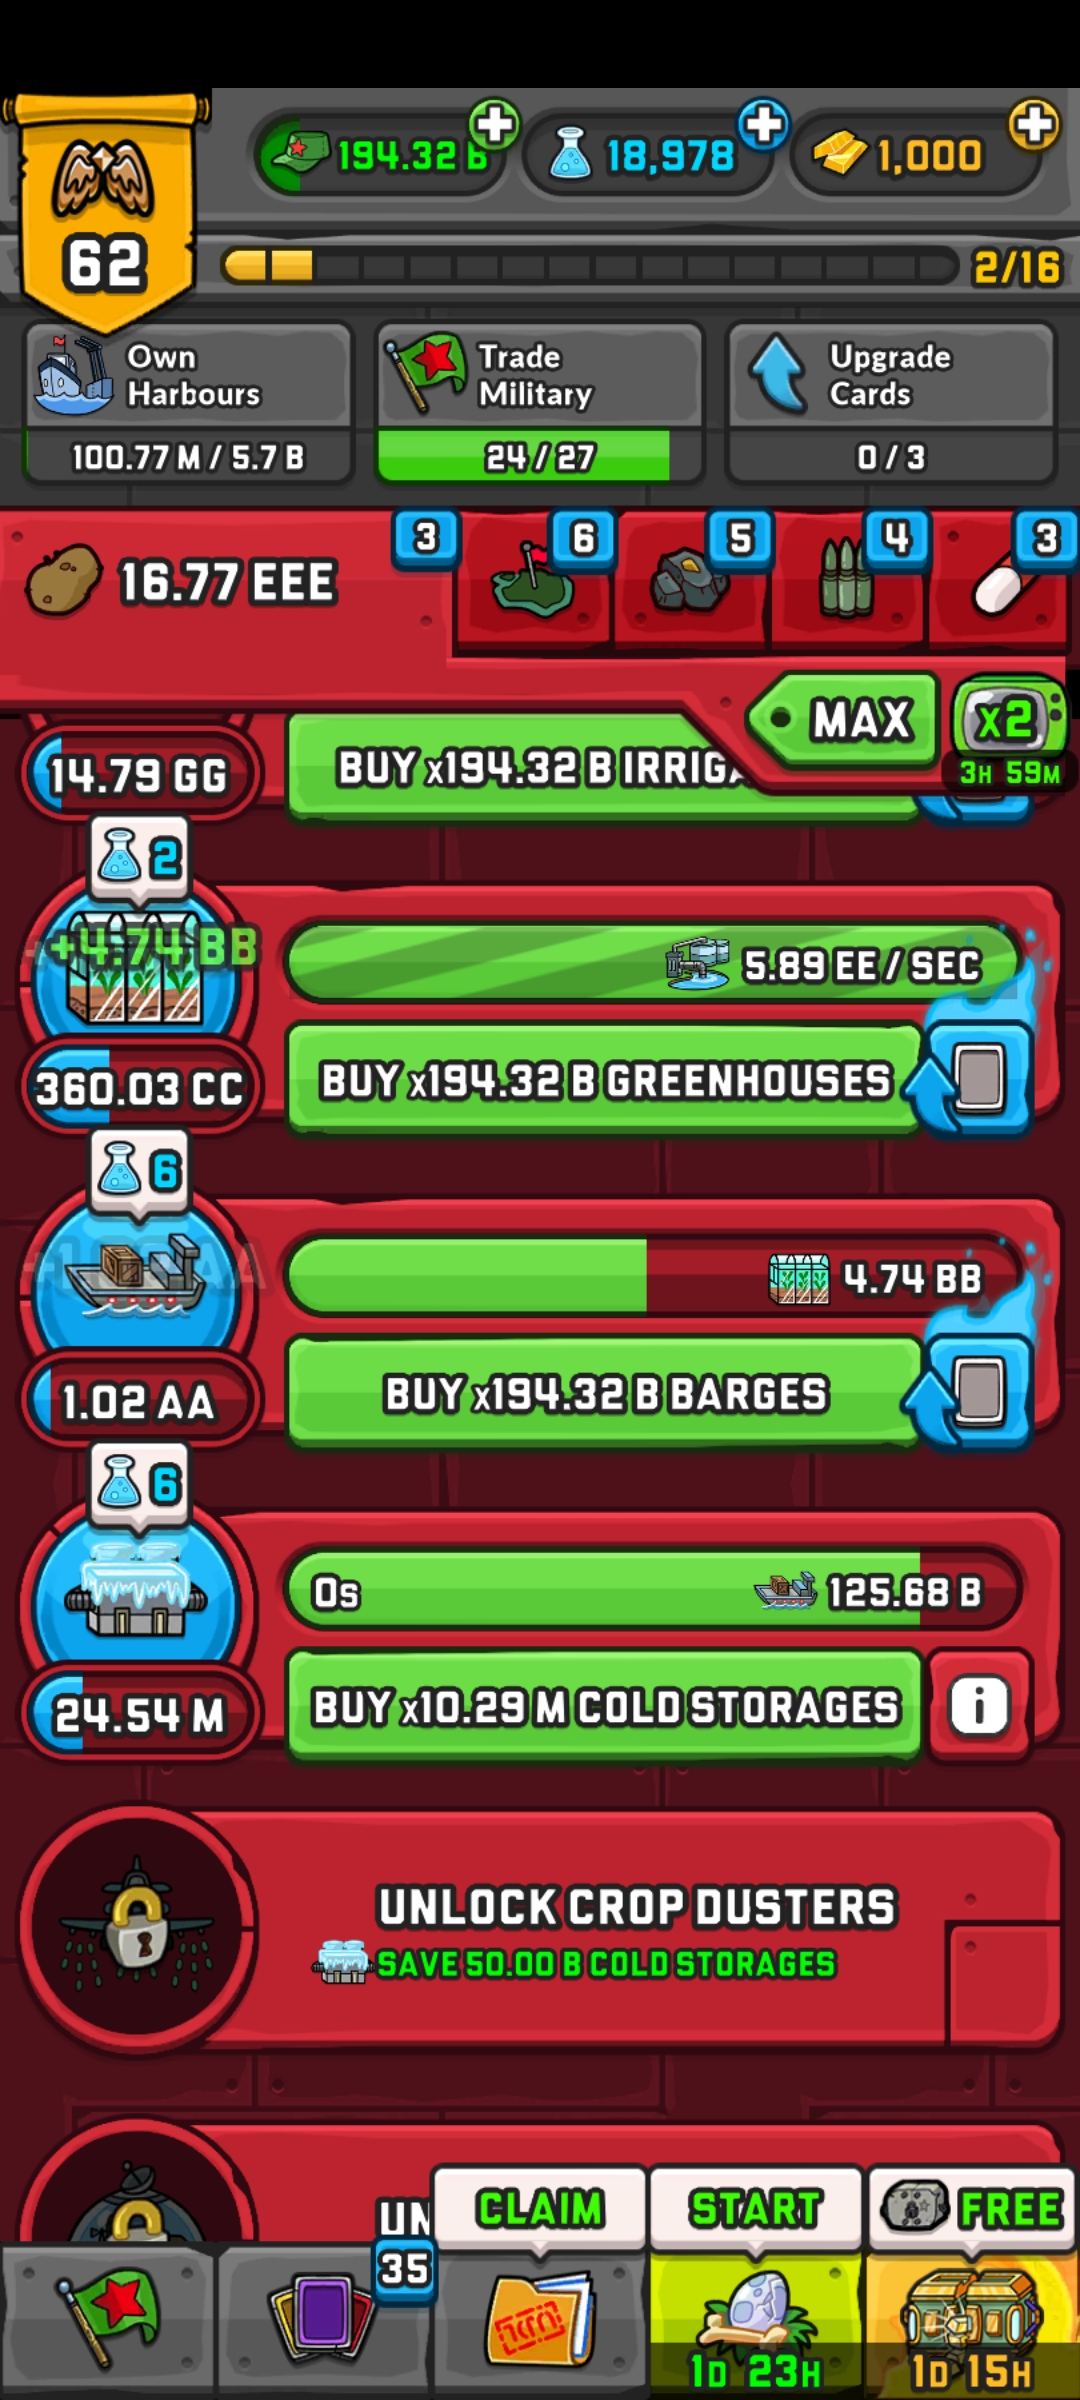 62
194.32 B
18,978
1,000
2/16
Own
Harbours
100.77 M / 5.7 B
Trade
Military
24 / 27
Upgrade
Cards
0 / 3
16.77 EEE
3
6
5
4
3
MAX
x2
3H 59M
14.79 GG
BUY x194.32 B IRRIGA
2
+4.74 BB
5.89 EE / SEC
360.03 CC
BUY x194.32 B GREENHOUSES
6
4.74 BB
1.02 AA
BUY x194.32 B BARGES
6
0s
125.68 B
24.54 M
BUY x10.29 M COLD STORAGES
i
UNLOCK CROP DUSTERS
SAVE 50.00 B COLD STORAGES
UN
CLAIM
START
FREE
35
1D 23H
1D 15H